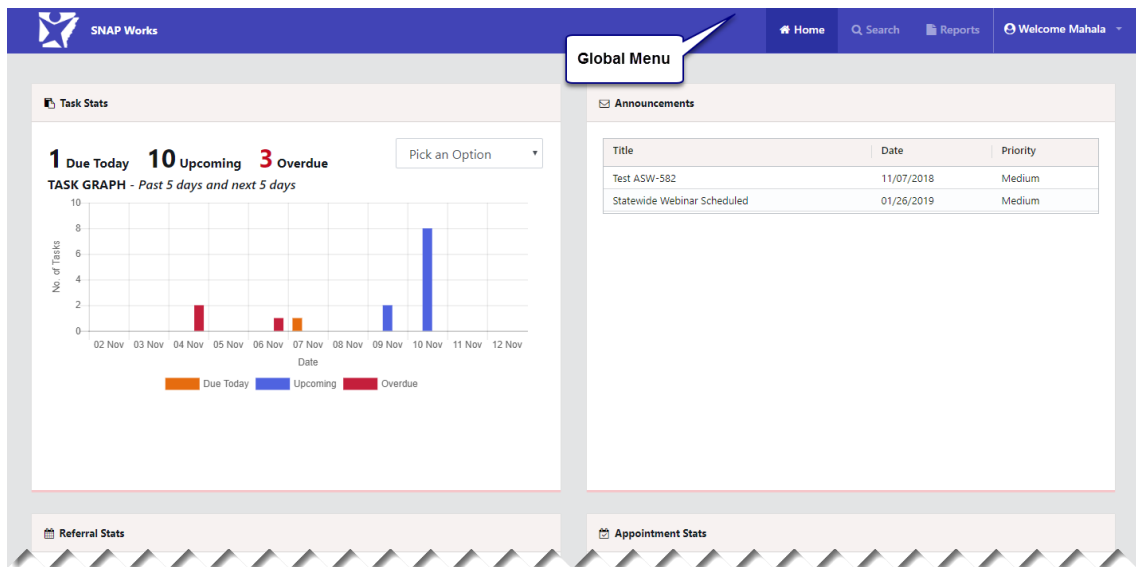 SNAP Works
Home Search Reports Welcome Mahala
Global Menu
Task Stats
1 Due Today 10 Upcoming 3 Overdue
Pick an Option
TASK GRAPH - Past 5 days and next 5 days
10
8
6
4
2
0
No. of Tasks
02 Nov 03 Nov 04 Nov 05 Nov 06 Nov 07 Nov 08 Nov 09 Nov 10 Nov 11 Nov 12 Nov
Date
Due Today Upcoming Overdue
Announcements
Title Date Priority
Test ASW-582 11/07/2018 Medium
Statewide Webinar Scheduled 01/26/2019 Medium
Referral Stats
Appointment Stats